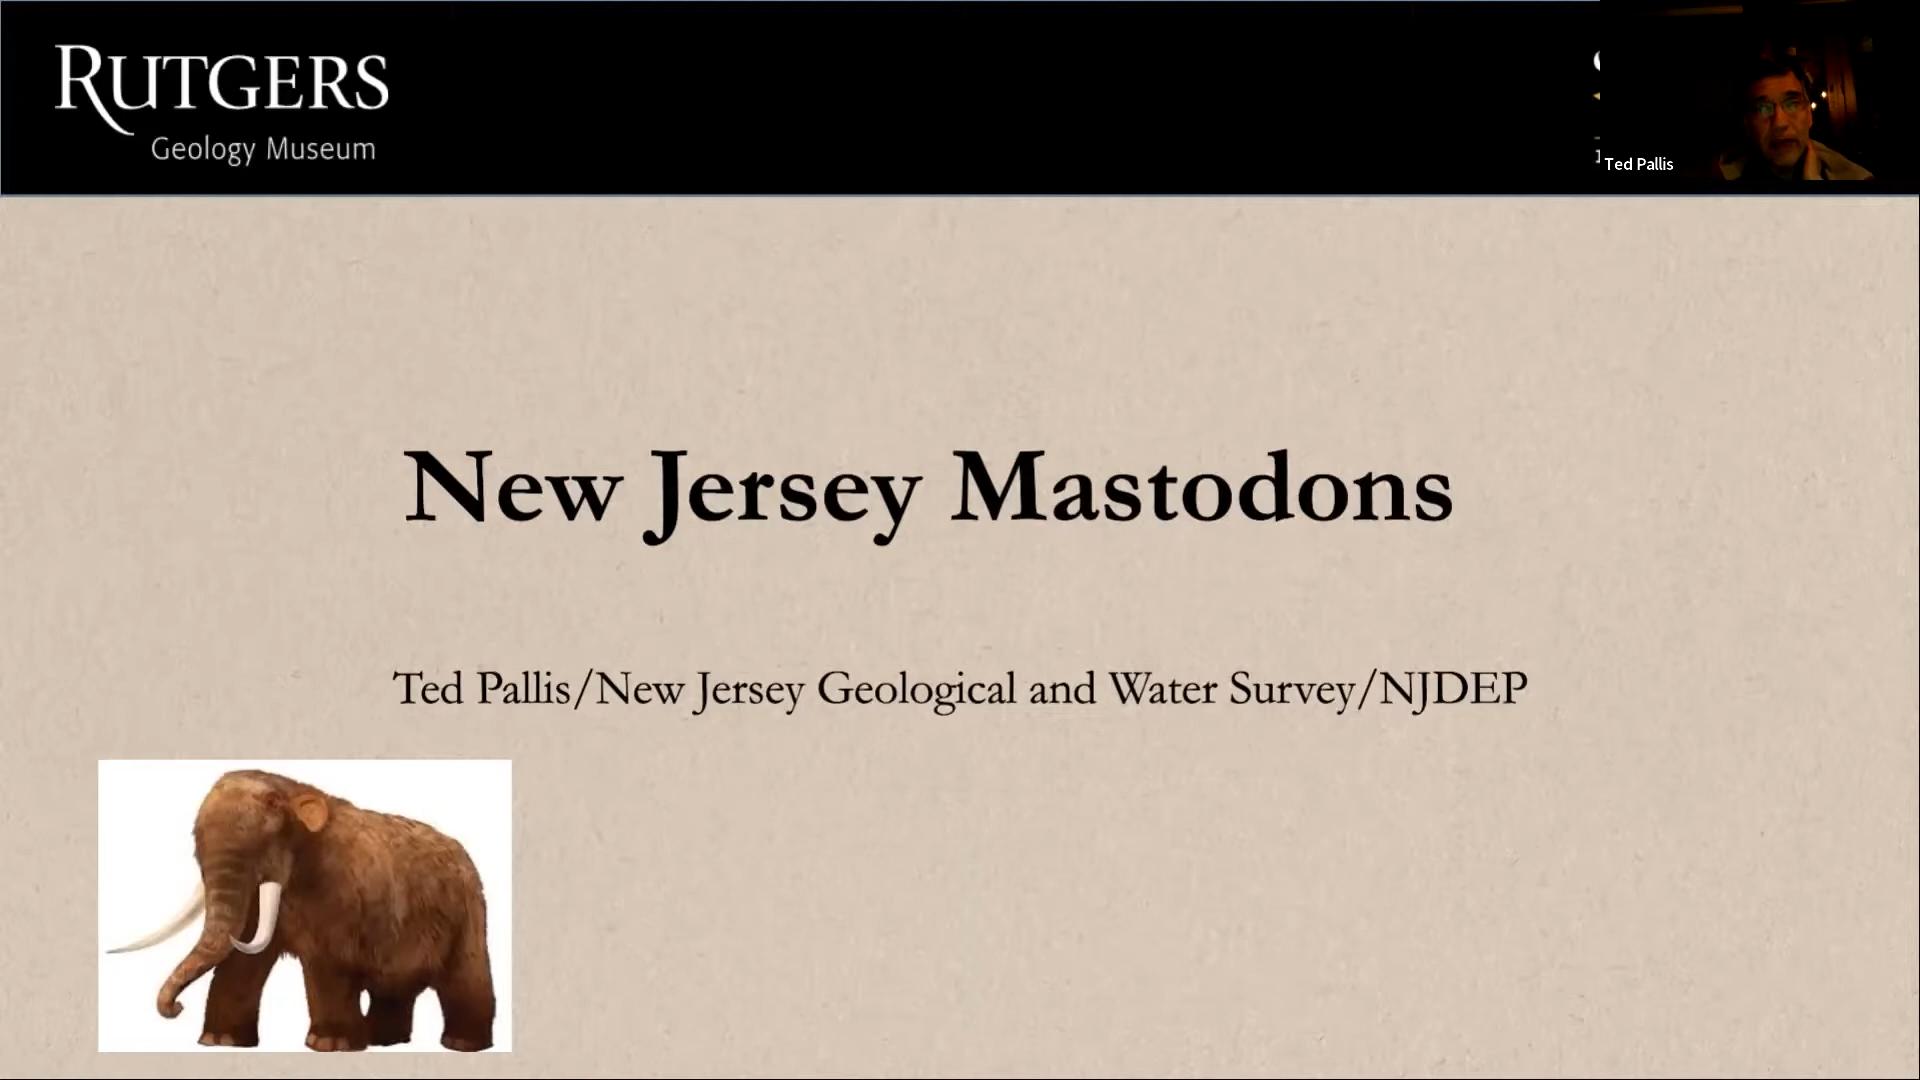 RUTGERS
Geology Museum
Ted Pallis
New Jersey Mastodons
Ted Pallis/New Jersey Geological and Water Survey/NJDEP